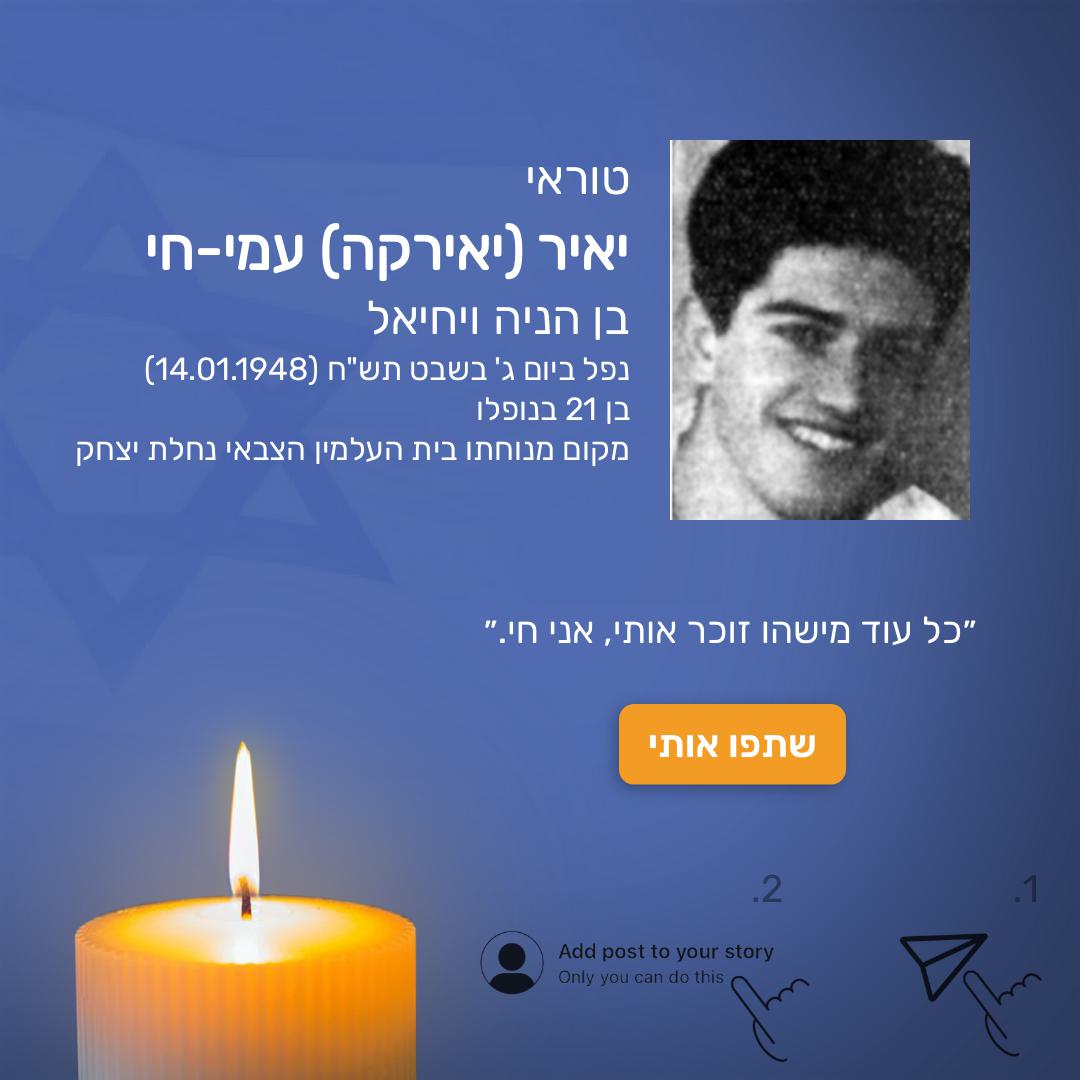 טוראי
יאיר (יאירקה) עמי-חי
בן הניה ויחיאל
נפל ביום ג' בשבט תש"ח (14.01.1948)
בן 21 בנופלו
מקום מנוחתו בית העלמין הצבאי נחלת יצחק
״כל עוד מישהו זוכר אותי, אני חי.״
שתפו אותי
1.
2.
Add post to your story
Only you can do this